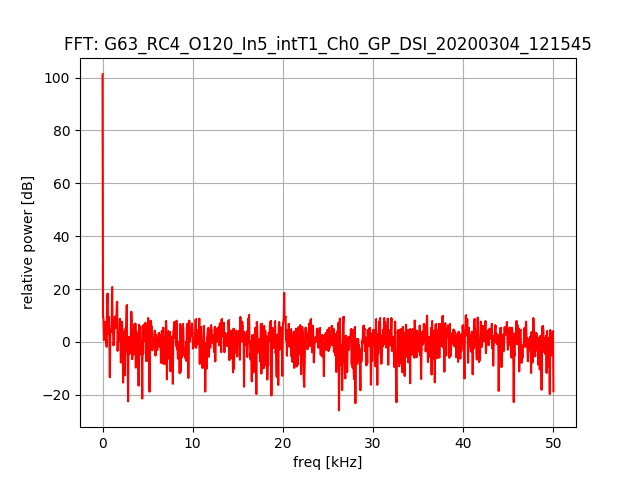 FFT: G63_RC4_O120_In5_intT1_Ch0_GP_DSI_20200304_121545
100
80
60
40
20
0
−20
relative power [dB]
0 10 20 30 40 50
freq [kHz]